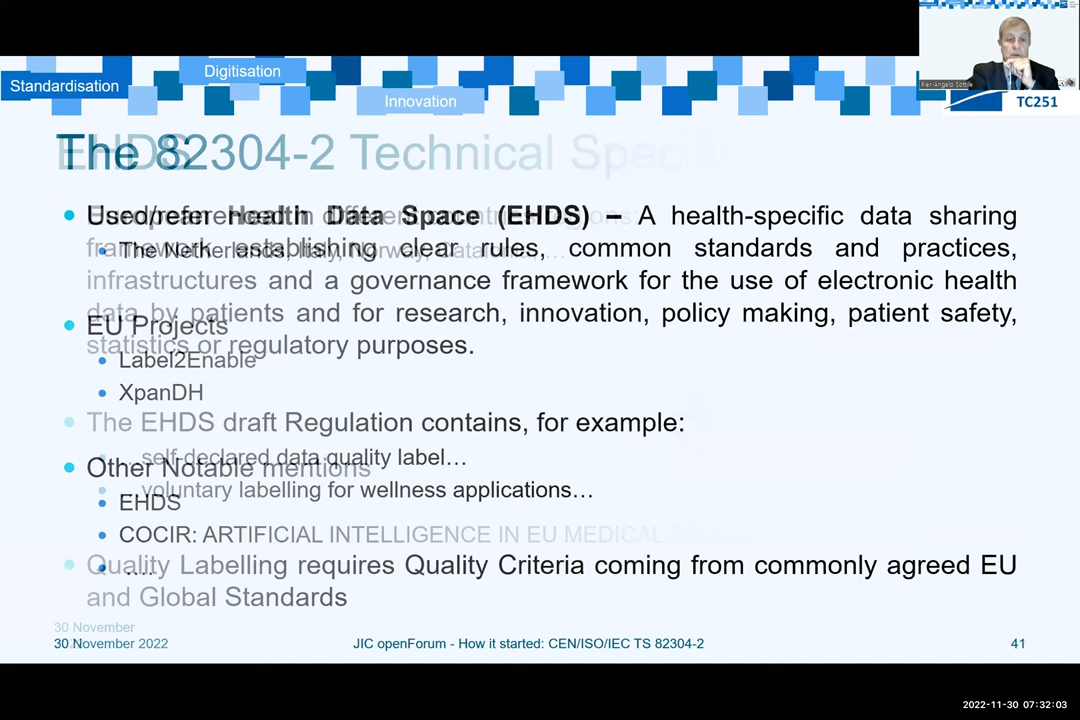 Standardisation
Digitisation
Innovation
TC251
EHDS
The 82304-2 Technical
European Health Data Space (EHDS) – A health-specific data sharing
framework establishing clear rules, common standards and practices,
infrastructures and a governance framework for the use of electronic health
data by patients and for research, innovation, policy making, patient safety,
statistics or regulatory purposes.
Used/referenced in different countries/regions:
The Netherlands, Italy, Norway, Catalonia, …
EU Projects
Label2Enable
XpanDH
The EHDS draft Regulation contains, for example:
self-declared data quality label…
voluntary labelling for wellness applications…
Other Notable mentions
EHDS
COCIR: ARTIFICIAL INTELLIGENCE IN EU MEDICAL
….
Quality Labelling requires Quality Criteria coming from commonly agreed EU
and Global Standards
30 November
30 November 2022
JIC openForum - How it started: CEN/ISO/IEC TS 82304-2
41
2022-11-30 07:32:03